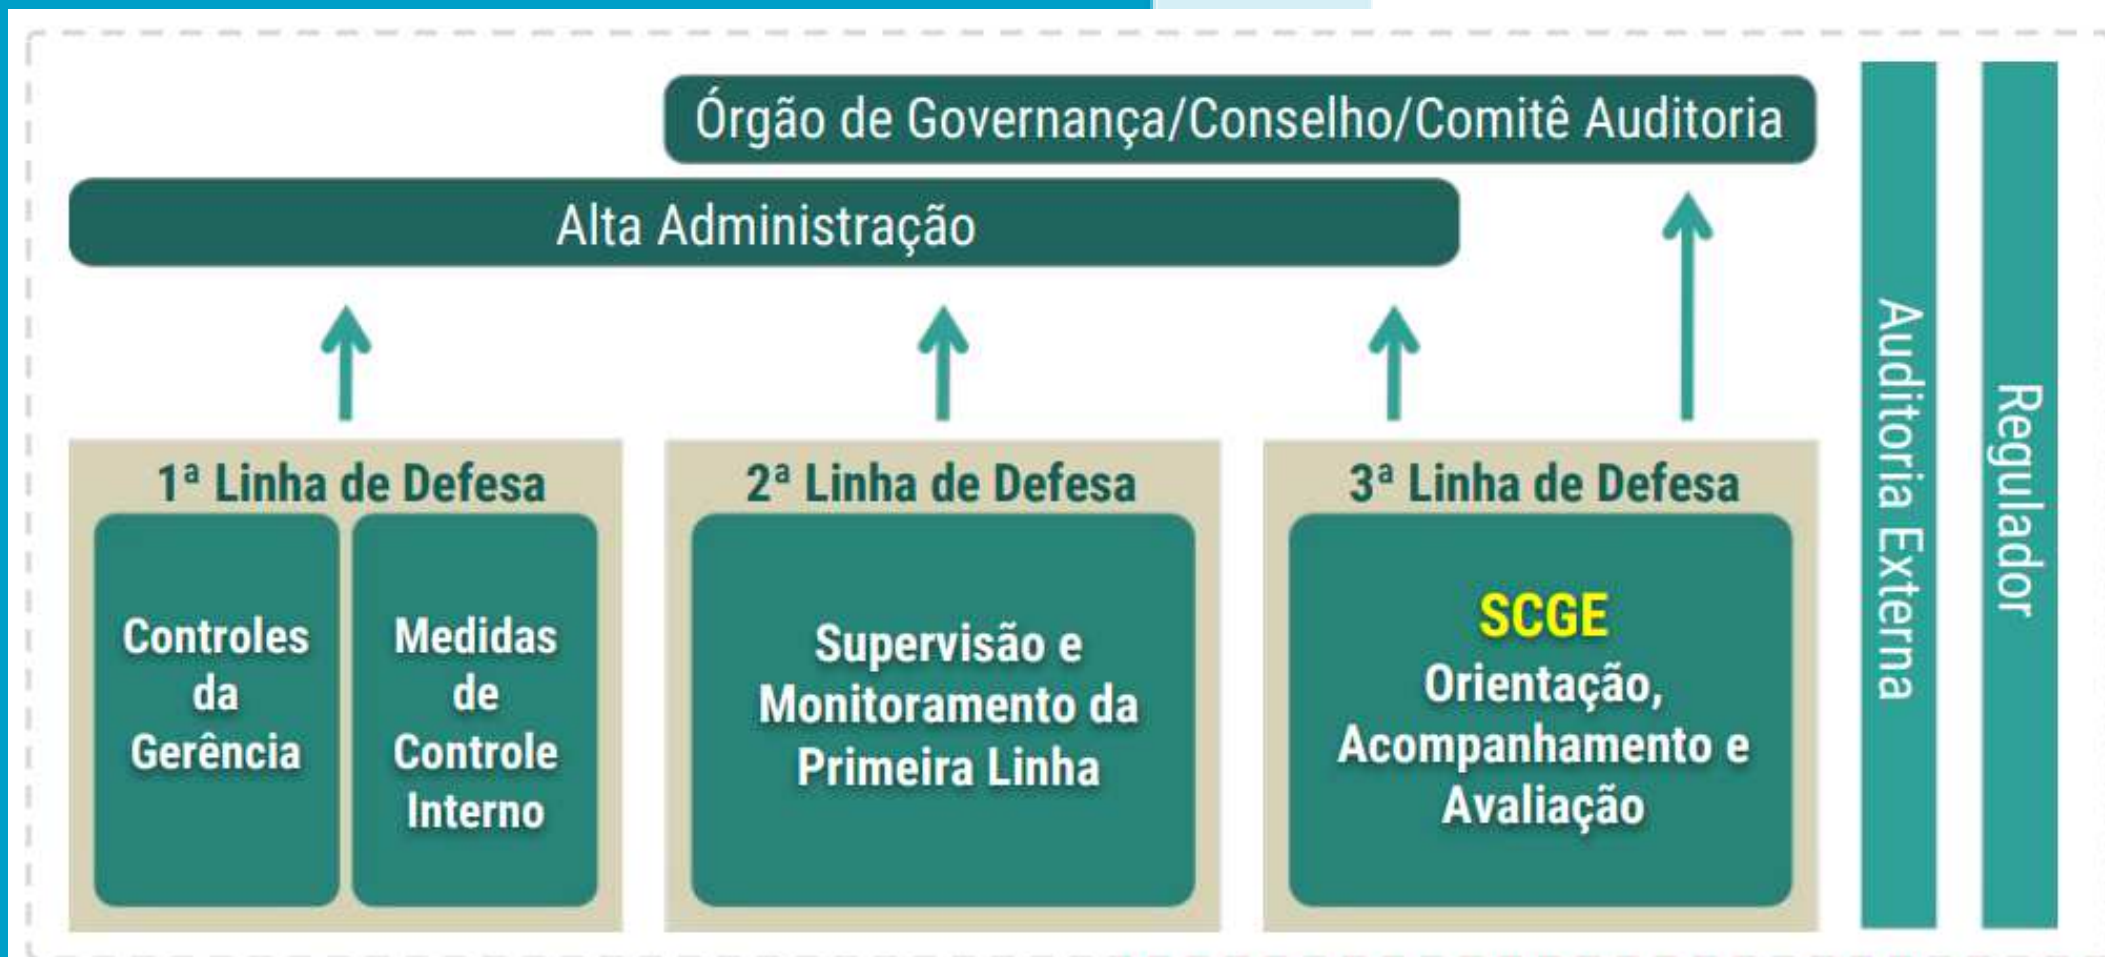 Órgão de Governança/Conselho/Comitê Auditoria
Alta Administração
1ª Linha de Defesa
Controles
da
Gerência
Medidas
de
Controle
Interno
2ª Linha de Defesa
Supervisão e
Monitoramento da
Primeira Linha
3ª Linha de Defesa
SCGE
Orientação,
Acompanhamento e
Avaliação
Auditoria Externa
Regulador